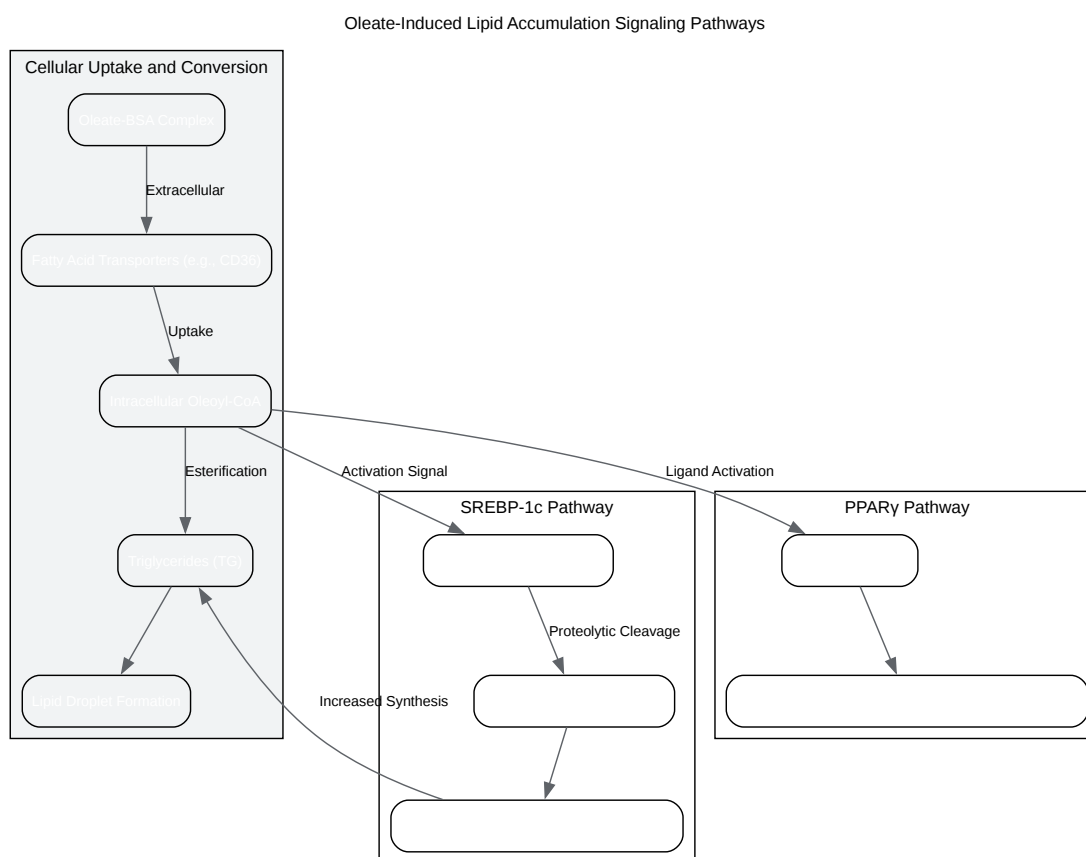 Oleate-Induced Lipid Accumulation Signaling Pathways
Cellular Uptake and Conversion
Oleate-BSA Complex
Extracellular
Fatty Acid Transporters (e.g., CD36)
Uptake
Intracellular Oleoyl-CoA
Esterification
Activation Signal
Ligand Activation
SREBP-1c Pathway
PPARγ Pathway
Triglycerides (TG)
Proteolytic Cleavage
Lipid Droplet Formation
Increased Synthesis